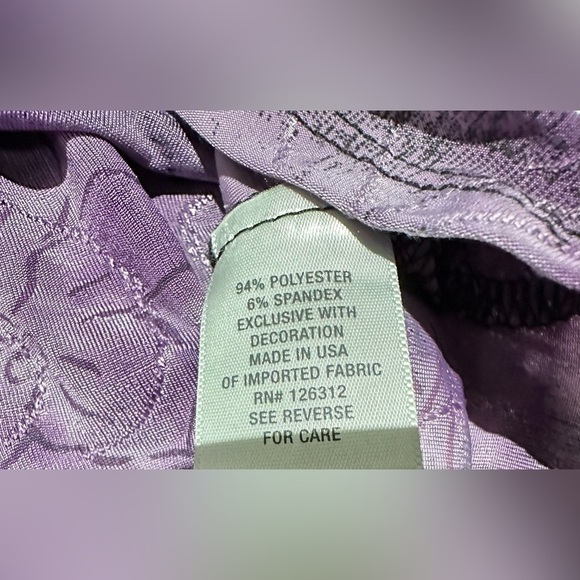 94% POLYESTER
6% SPANDEX
EXCLUSIVE WITH
DECORATION
MADE IN USA
OF IMPORTED FABRIC
RN# 126312
SEE REVERSE
FOR CARE